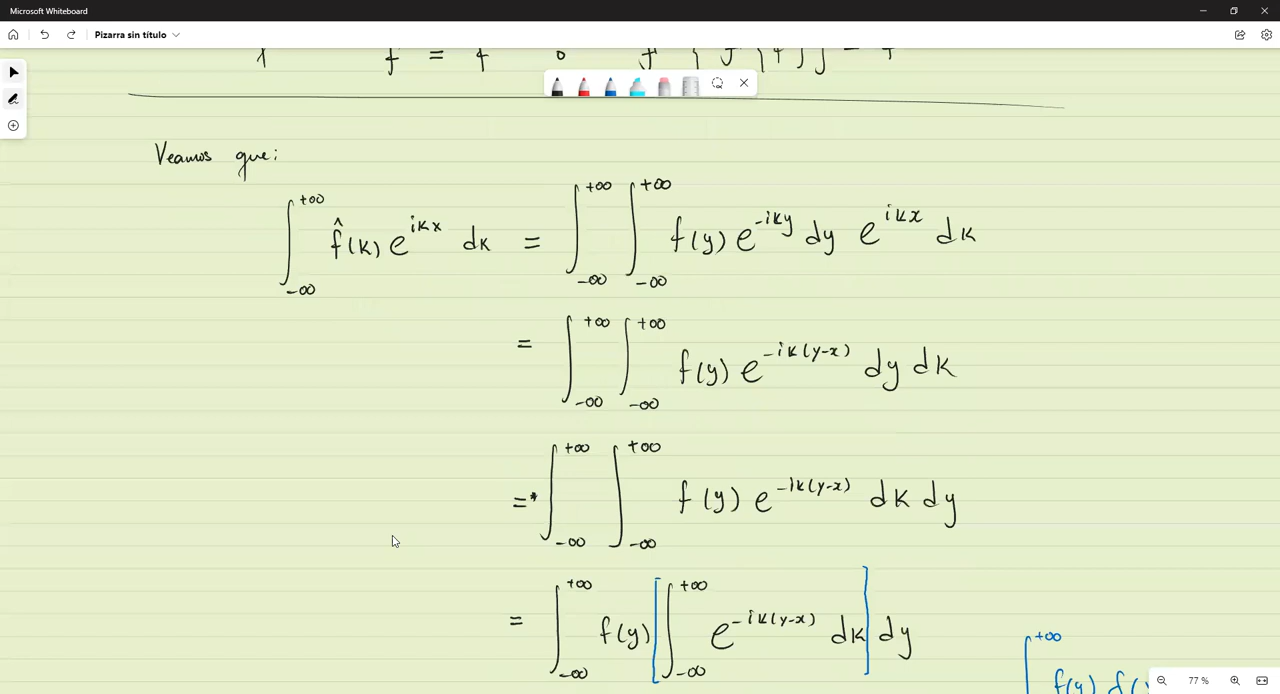 Microsoft Whiteboard
Pizarra sin título
Veamos que:
∫_{-∞}^{+∞} f̂(k) e^{ikx} dk = ∫_{-∞}^{+∞} ∫_{-∞}^{+∞} f(y) e^{-iky} dy e^{ikx} dk
= ∫_{-∞}^{+∞} ∫_{-∞}^{+∞} f(y) e^{-ik(y-x)} dy dk
=* ∫_{-∞}^{+∞} ∫_{-∞}^{+∞} f(y) e^{-ik(y-x)} dk dy
= ∫_{-∞}^{+∞} f(y) [∫_{-∞}^{+∞} e^{-ik(y-x)} dk] dy
77 %